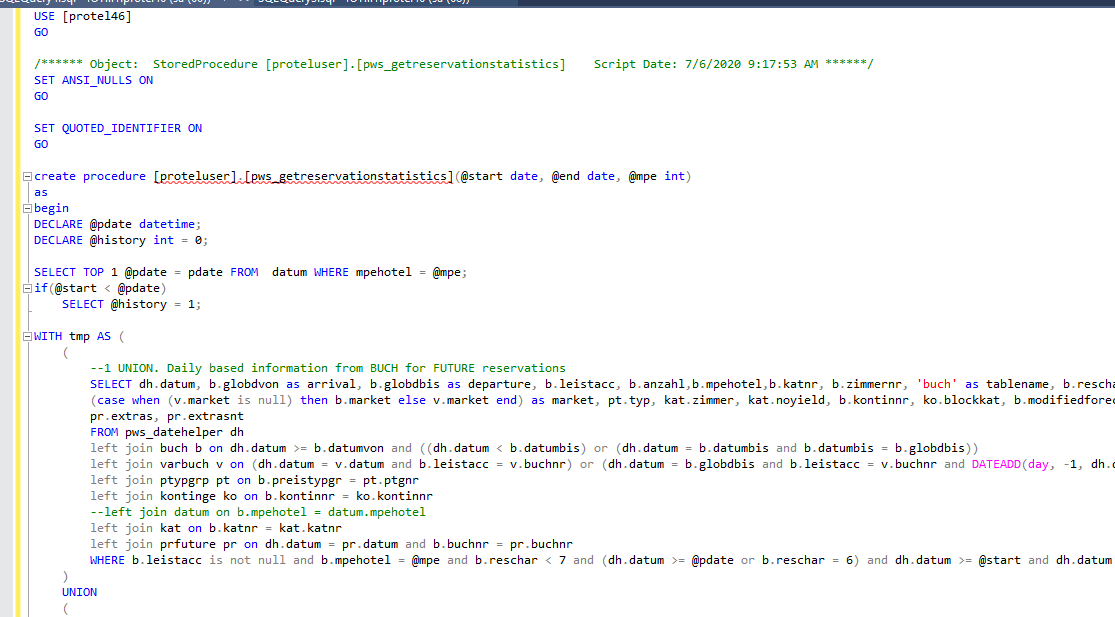 USE [protel46]
GO
/****** Object:  StoredProcedure [proteluser].[pws_getreservationstatistics]    Script Date: 7/6/2020 9:17:53 AM ******/
SET ANSI_NULLS ON
GO
SET QUOTED_IDENTIFIER ON
GO
create procedure [proteluser].[pws_getreservationstatistics](@start date, @end date, @mpe int)
as
begin
DECLARE @pdate datetime;
DECLARE @history int = 0;
SELECT TOP 1 @pdate = pdate FROM  datum WHERE mpehotel = @mpe;
if(@start < @pdate)
SELECT @history = 1;
WITH tmp AS (
(
--1 UNION. Daily based information from BUCH for FUTURE reservations
SELECT dh.datum, b.globdvon as arrival, b.globdbis as departure, b.leistacc, b.anzahl,b.mpehotel,b.katnr, b.zimmernr, 'buch' as tablename,
(case when (v.market is null) then b.market else v.market end) as market, pt.typ, kat.zimmer, kat.noyield, b.kontinnr, ko.blockkat,
pr.extras, pr.extrasnt
FROM pws_datehelper dh
left join buch b on dh.datum >= b.datumvon and ((dh.datum < b.datumbis) or (dh.datum = b.datumbis and b.datumbis = b.globdbis))
left join varbuch v on (dh.datum = v.datum and b.leistacc = v.buchnr) or (dh.datum = b.globdbis and b.leistacc = v.buchnr and DATEADD(day, -1,
left join ptypgrp pt on b.preistypgr = pt.ptgnr
left join kontinge ko on b.kontinnr = ko.kontinnr
--left join datum on b.mpehotel = datum.mpehotel
left join kat on b.katnr = kat.katnr
left join prfuture pr on dh.datum = pr.datum and b.buchnr = pr.buchnr
WHERE b.leistacc is not null and b.mpehotel = @mpe and b.reschar < 7 and (dh.datum >= @pdate or b.reschar = 6) and dh.datum >= @start and dh.datum
)
UNION
(